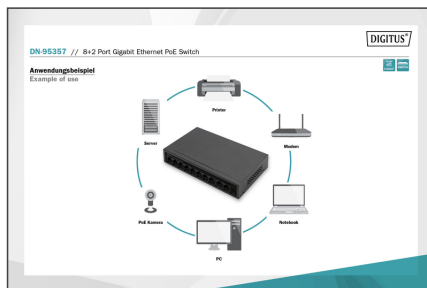 DIGITUS®
DN-95357 // 8+2 Port Gigabit Ethernet PoE Switch
Anwendungsbeispiel
Example of use
Printer
Server
Modem
PoE Kamera
Notebook
PC